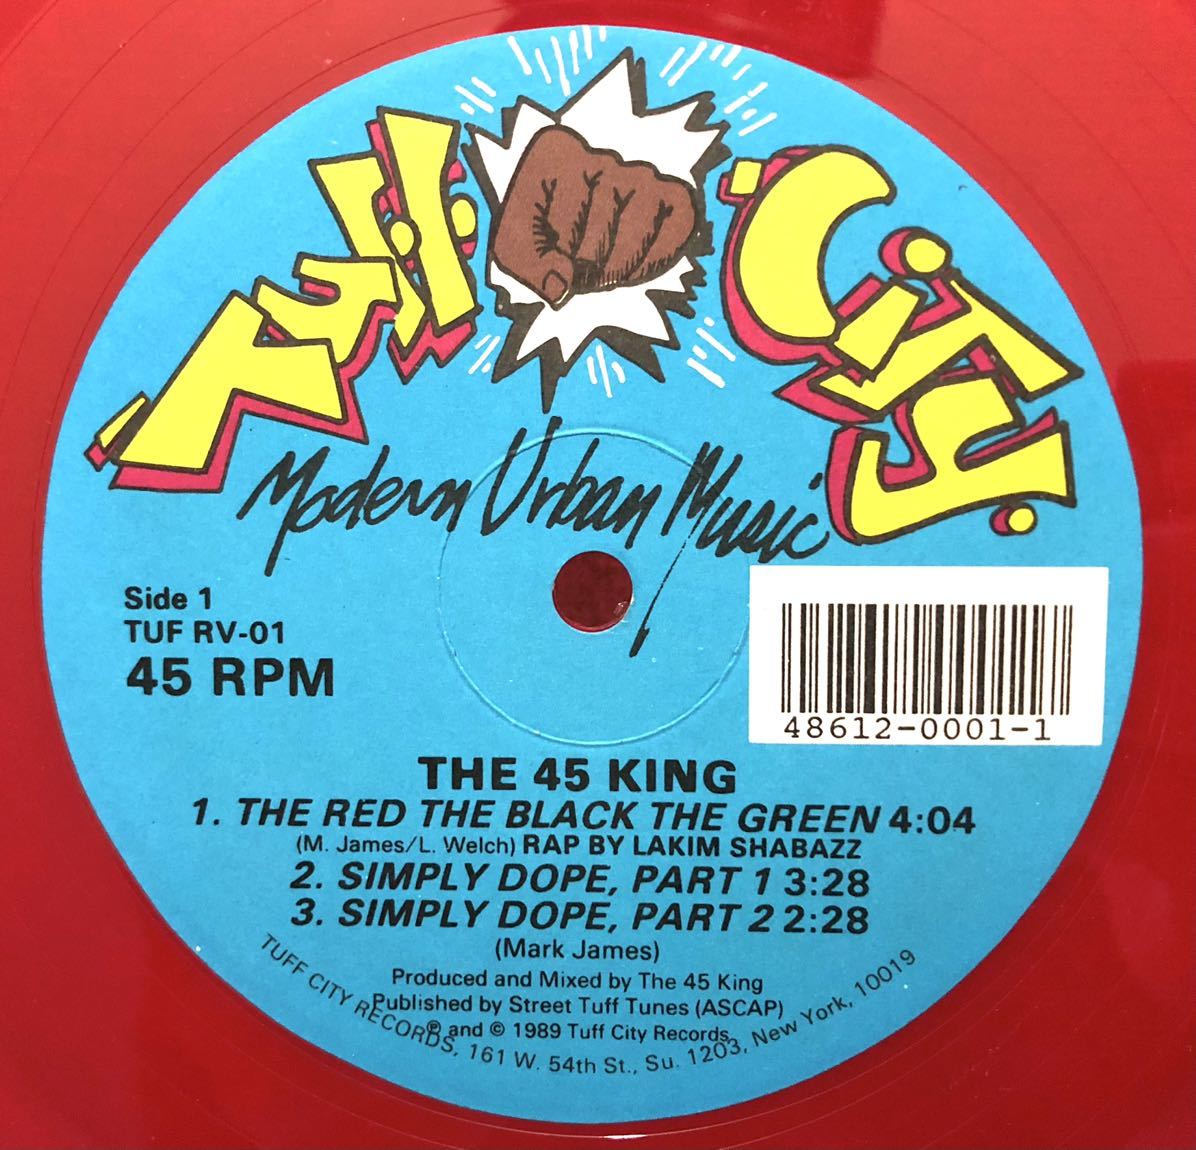 Tuff City.
Modern Urban Music
Side 1
TUF RV-01
45 RPM
48612-0001-1
THE 45 KING
1. THE RED THE BLACK THE GREEN 4:04
(M. James/L. Welch) RAP BY LAKIM SHABAZZ
2. SIMPLY DOPE, PART 1 3:28
3. SIMPLY DOPE, PART 2 2:28
(Mark James)
Produced and Mixed by The 45 King
Published by Street Tuff Tunes (ASCAP)
℗ and © 1989 Tuff City Records
TUFF CITY RECORDS, 161 W. 54th St., Su. 1203, New York, 10019